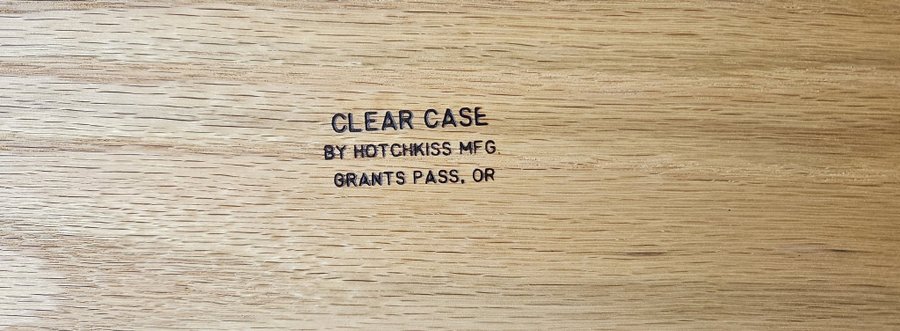 CLEAR CASE
BY HOTCHKISS MFG.
GRANTS PASS, OR